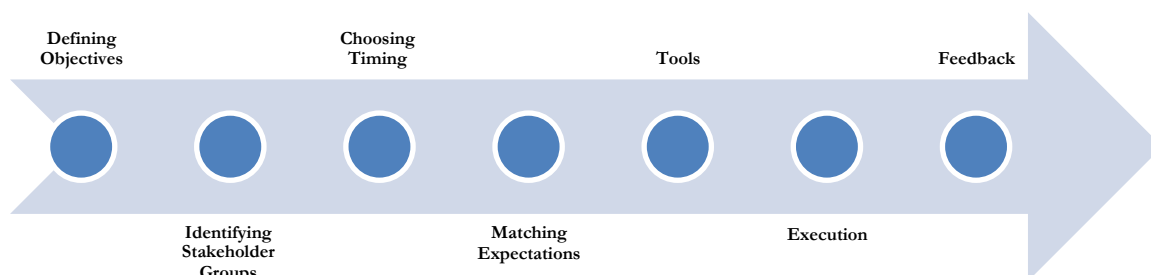 Defining
Objectives
Identifying
Stakeholder
Groups
Choosing
Timing
Matching
Expectations
Tools
Execution
Feedback